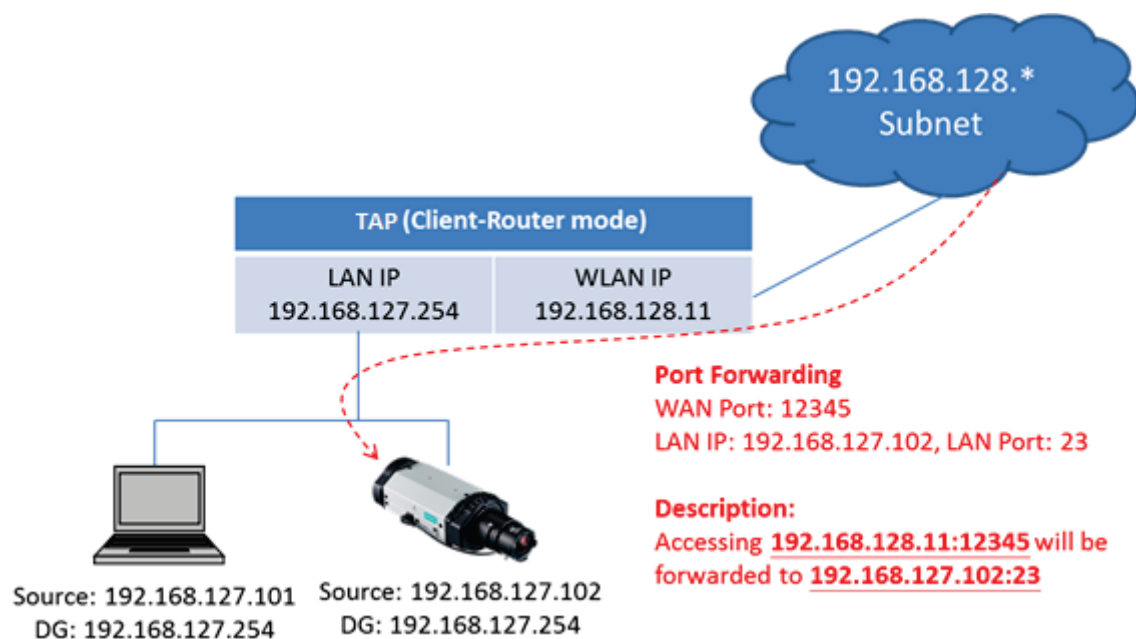 192.168.128.*
Subnet
TAP (Client-Router mode)
LAN IP
192.168.127.254
WLAN IP
192.168.128.11
Port Forwarding
WAN Port: 12345
LAN IP: 192.168.127.102, LAN Port: 23
Description:
Accessing 192.168.128.11:12345 will be
forwarded to 192.168.127.102:23
Source: 192.168.127.101
DG: 192.168.127.254
Source: 192.168.127.102
DG: 192.168.127.254